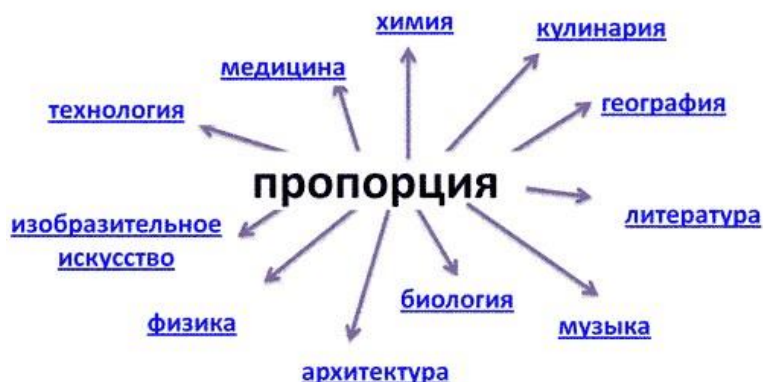 химия
кулинария
медицина
технология
география
пропорция
литература
изобразительное
искусство
биология
физика
музыка
архитектура